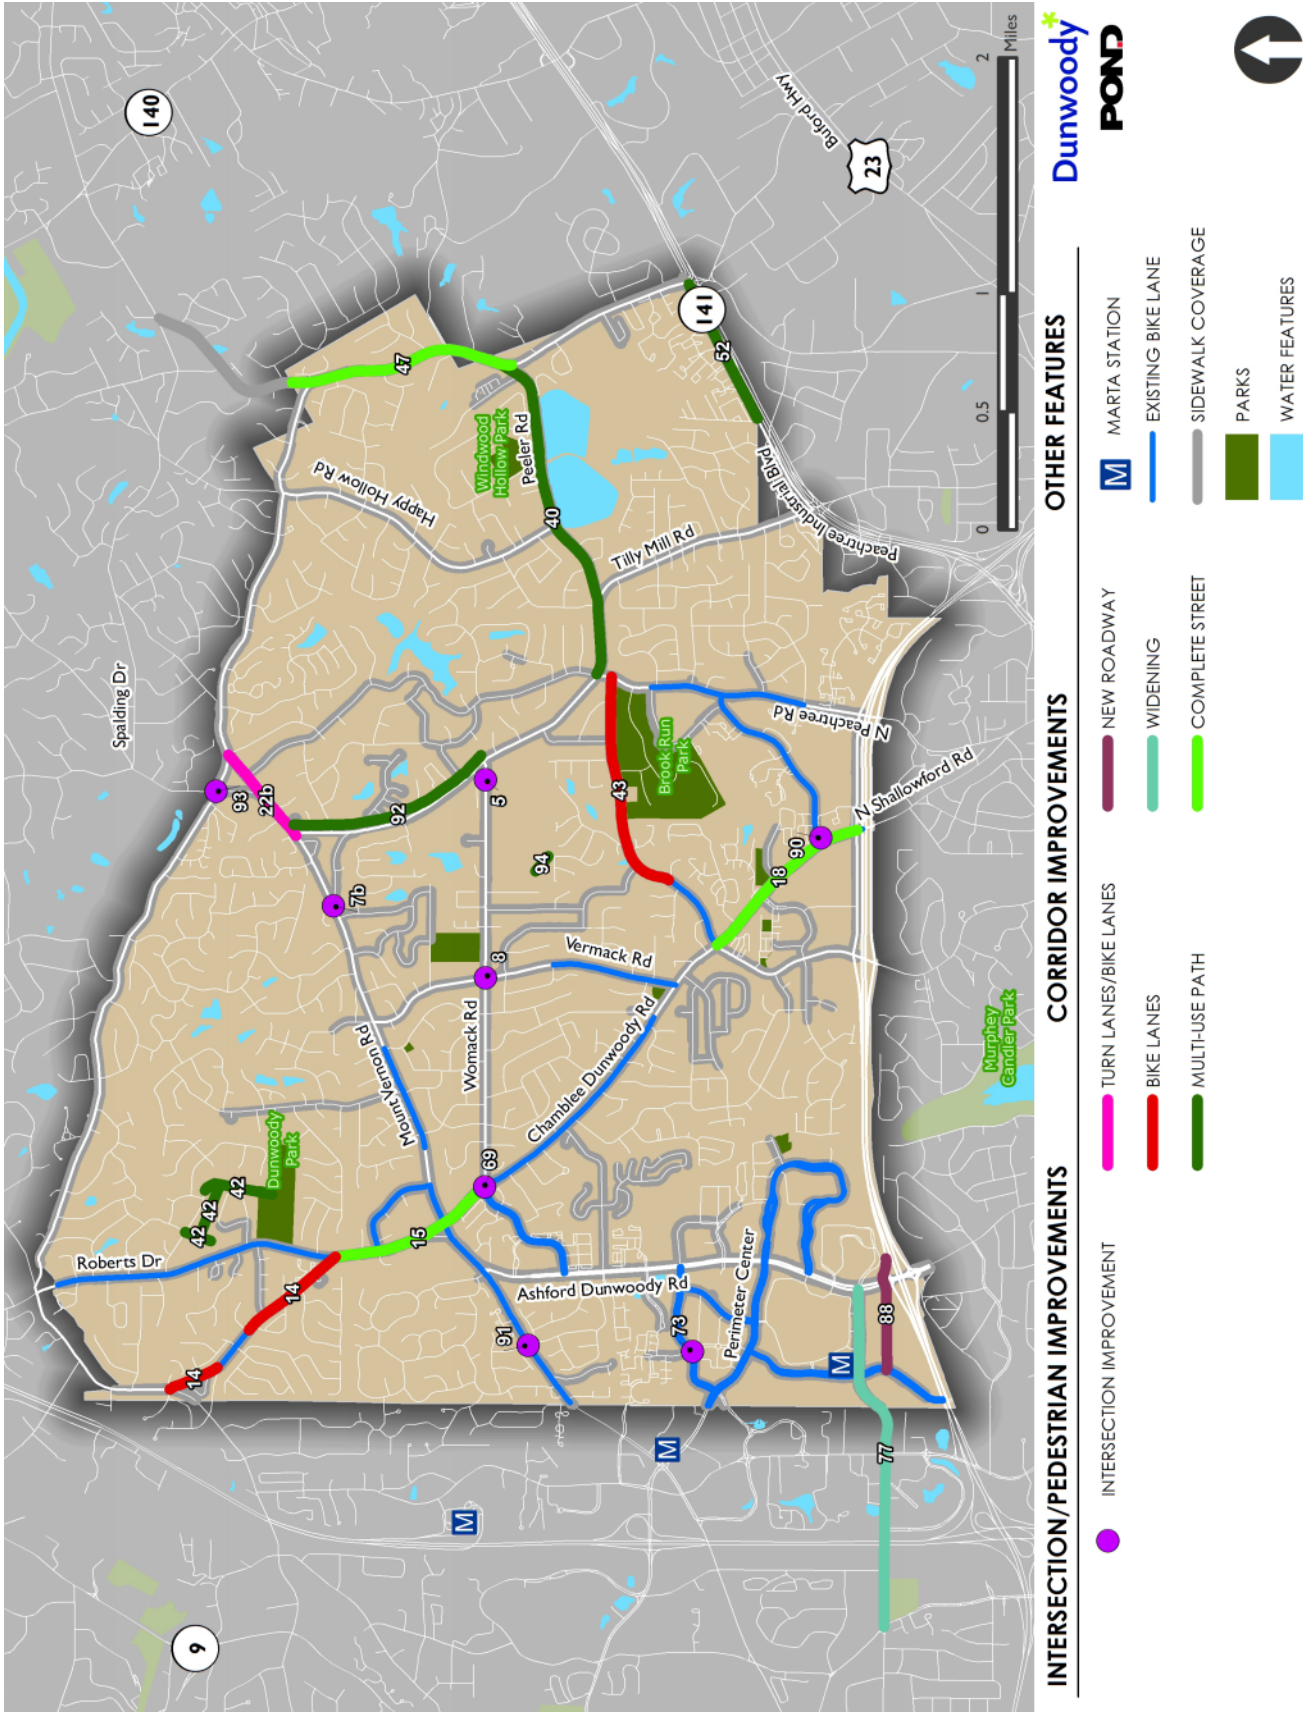 140
9
Spalding Dr
Roberts Dr
42
42
42
Dunwoody
Park
14
14
15
Mount Vernon Rd
93
22b
7b
92
47
Happy Hollow Rd
Windwood
Hollow Park
Peeler Rd
40
Tilly Mill Rd
52
141
Buford Hwy
23
Peachtree Industrial Blvd
5
8
94
Womack Rd
Vermack Rd
69
Chamblee Dunwoody Rd
43
Brook Run
Park
N Peachtree Rd
N Shallowford Rd
90
18
91
Ashford Dunwoody Rd
73
Perimeter Center
M
M
M
88
77
Murphey
Candler Park
0
0.5
1
2
Miles
INTERSECTION/PEDESTRIAN IMPROVEMENTS
INTERSECTION IMPROVEMENT
CORRIDOR IMPROVEMENTS
TURN LANES/BIKE LANES
BIKE LANES
MULTI-USE PATH
NEW ROADWAY
WIDENING
COMPLETE STREET
OTHER FEATURES
M MARTA STATION
EXISTING BIKE LANE
SIDEWALK COVERAGE
PARKS
WATER FEATURES
Dunwoody*
POND